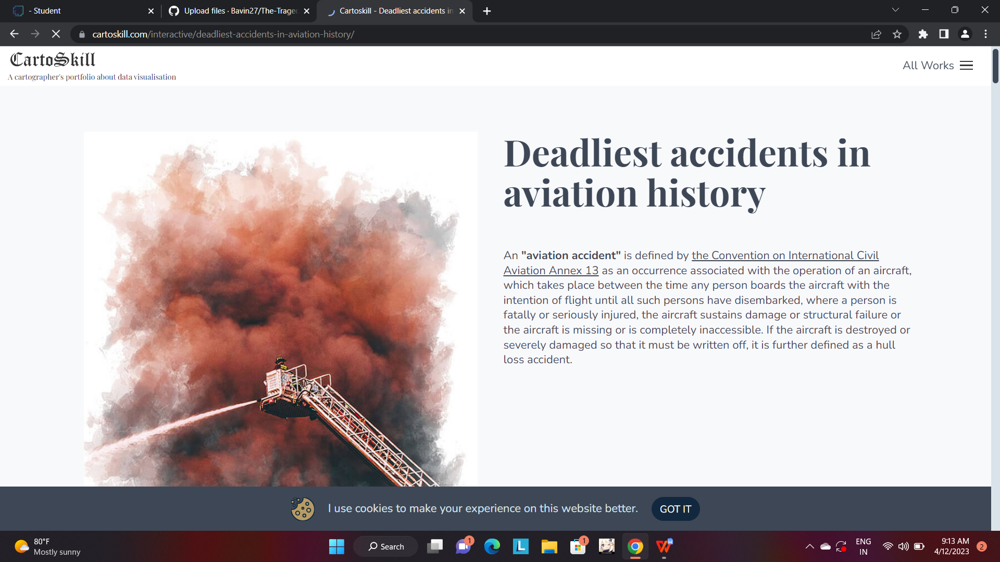 - Student
Upload files · Bavin27/The-Trage
Cartoskill - Deadliest accidents in
cartoskill.com/interactive/deadliest-accidents-in-aviation-history/
CartoSkill
A cartographer's portfolio about data visualisation
All Works
Deadliest accidents in
aviation history
An "aviation accident" is defined by the Convention on International Civil
Aviation Annex 13 as an occurrence associated with the operation of an aircraft,
which takes place between the time any person boards the aircraft with the
intention of flight until all such persons have disembarked, where a person is
fatally or seriously injured, the aircraft sustains damage or structural failure or
the aircraft is missing or is completely inaccessible. If the aircraft is destroyed or
severely damaged so that it must be written off, it is further defined as a hull
loss accident.
I use cookies to make your experience on this website better.
GOT IT
80°F
Mostly sunny
Search
1
1
ENG
IN
9:13 AM
4/12/2023
2